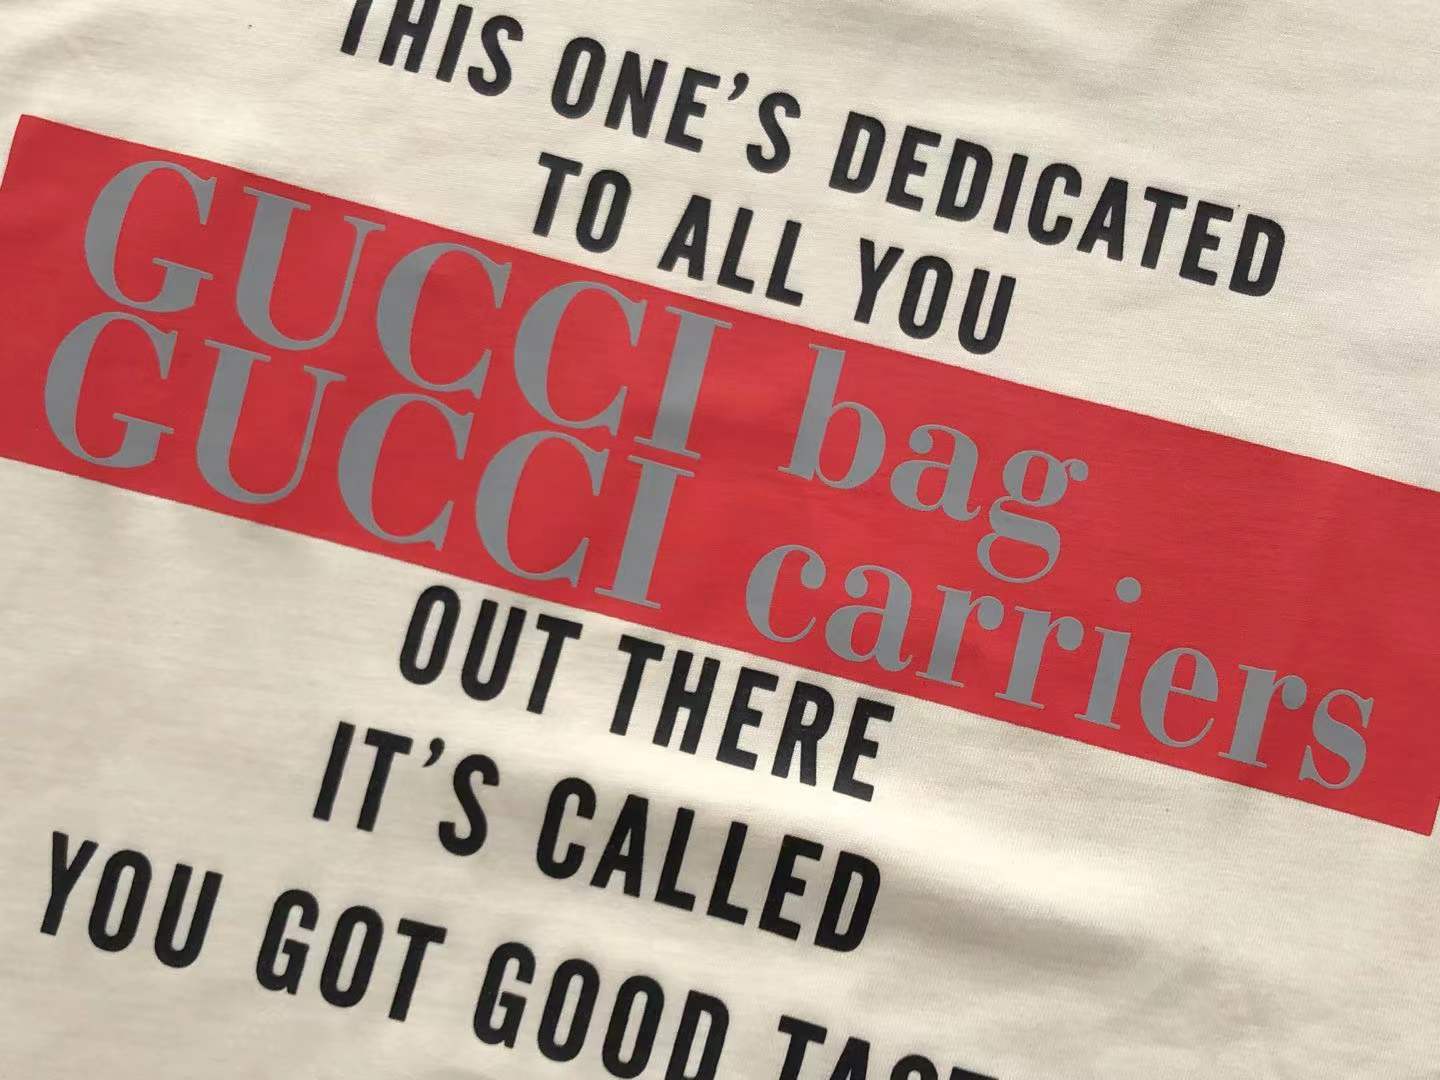 THIS ONE'S DEDICATED
TO ALL YOU
GUCCI bag
GUCCI carriers
OUT THERE
IT'S CALLED
YOU GOT GOOD